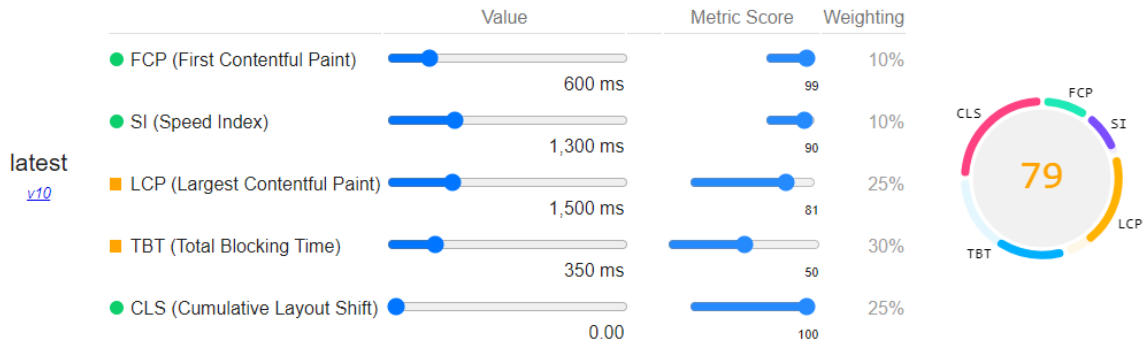 Value Metric Score Weighting
FCP (First Contentful Paint) 10%
600 ms 99
SI (Speed Index) 10%
1,300 ms 90
latest
v10
LCP (Largest Contentful Paint) 25%
1,500 ms 81
TBT (Total Blocking Time) 30%
350 ms 50
CLS (Cumulative Layout Shift) 25%
0.00 100
FCP
CLS
SI
79
LCP
TBT